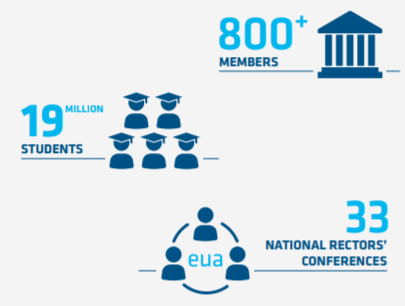 800+
MEMBERS
19 MILLION
STUDENTS
33
NATIONAL RECTORS'
CONFERENCES
eua